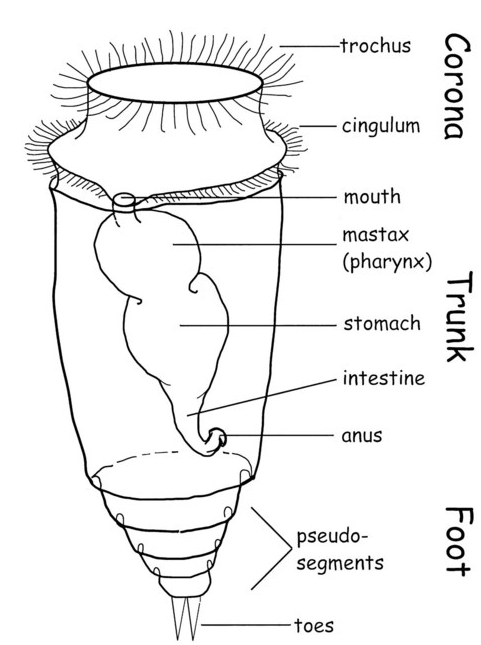 trochus
Corona
cingulum
mouth
mastax
(pharynx)
Trunk
stomach
intestine
anus
Foot
pseudo-
segments
toes